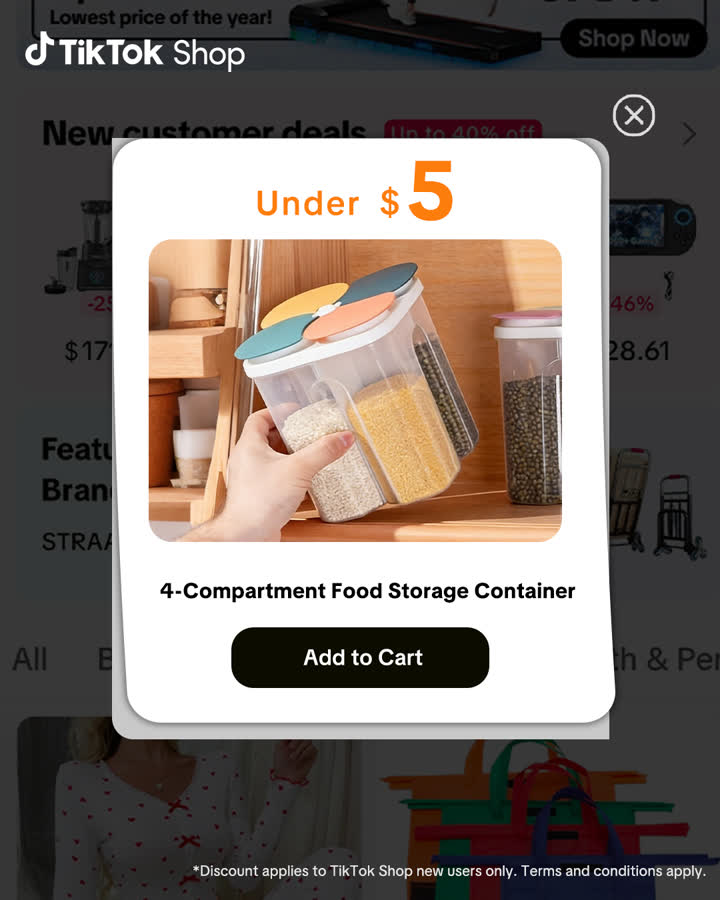 Lowest price of the year!
Shop Now
TikTok Shop
New customer deals Up to 40% off
Under $5
46%
$17
28.61
STRAA
4-Compartment Food Storage Container
All
Add to Cart
*Discount applies to TikTok Shop new users only. Terms and conditions apply.